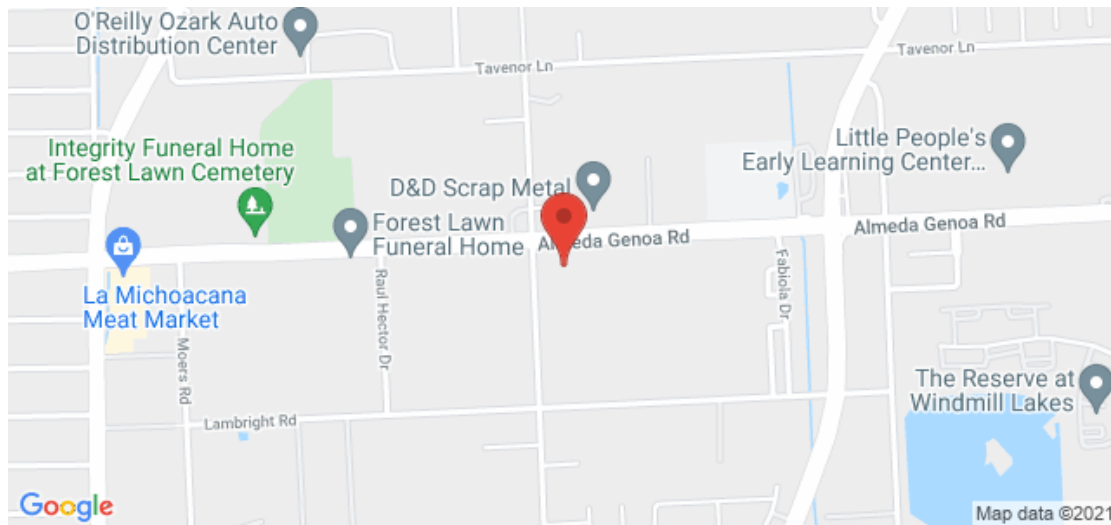 O'Reilly Ozark Auto
Distribution Center
Tavenor Ln
Tavenor Ln
Integrity Funeral Home
at Forest Lawn Cemetery
Little People's
Early Learning Center...
D&D Scrap Metal
Forest Lawn
Funeral Home
Almeda Genoa Rd
Almeda Genoa Rd
La Michoacana
Meat Market
Raul Hector Dr
Fabiola Dr
Moers Rd
The Reserve at
Windmill Lakes
Lambright Rd
Google
Map data ©2021